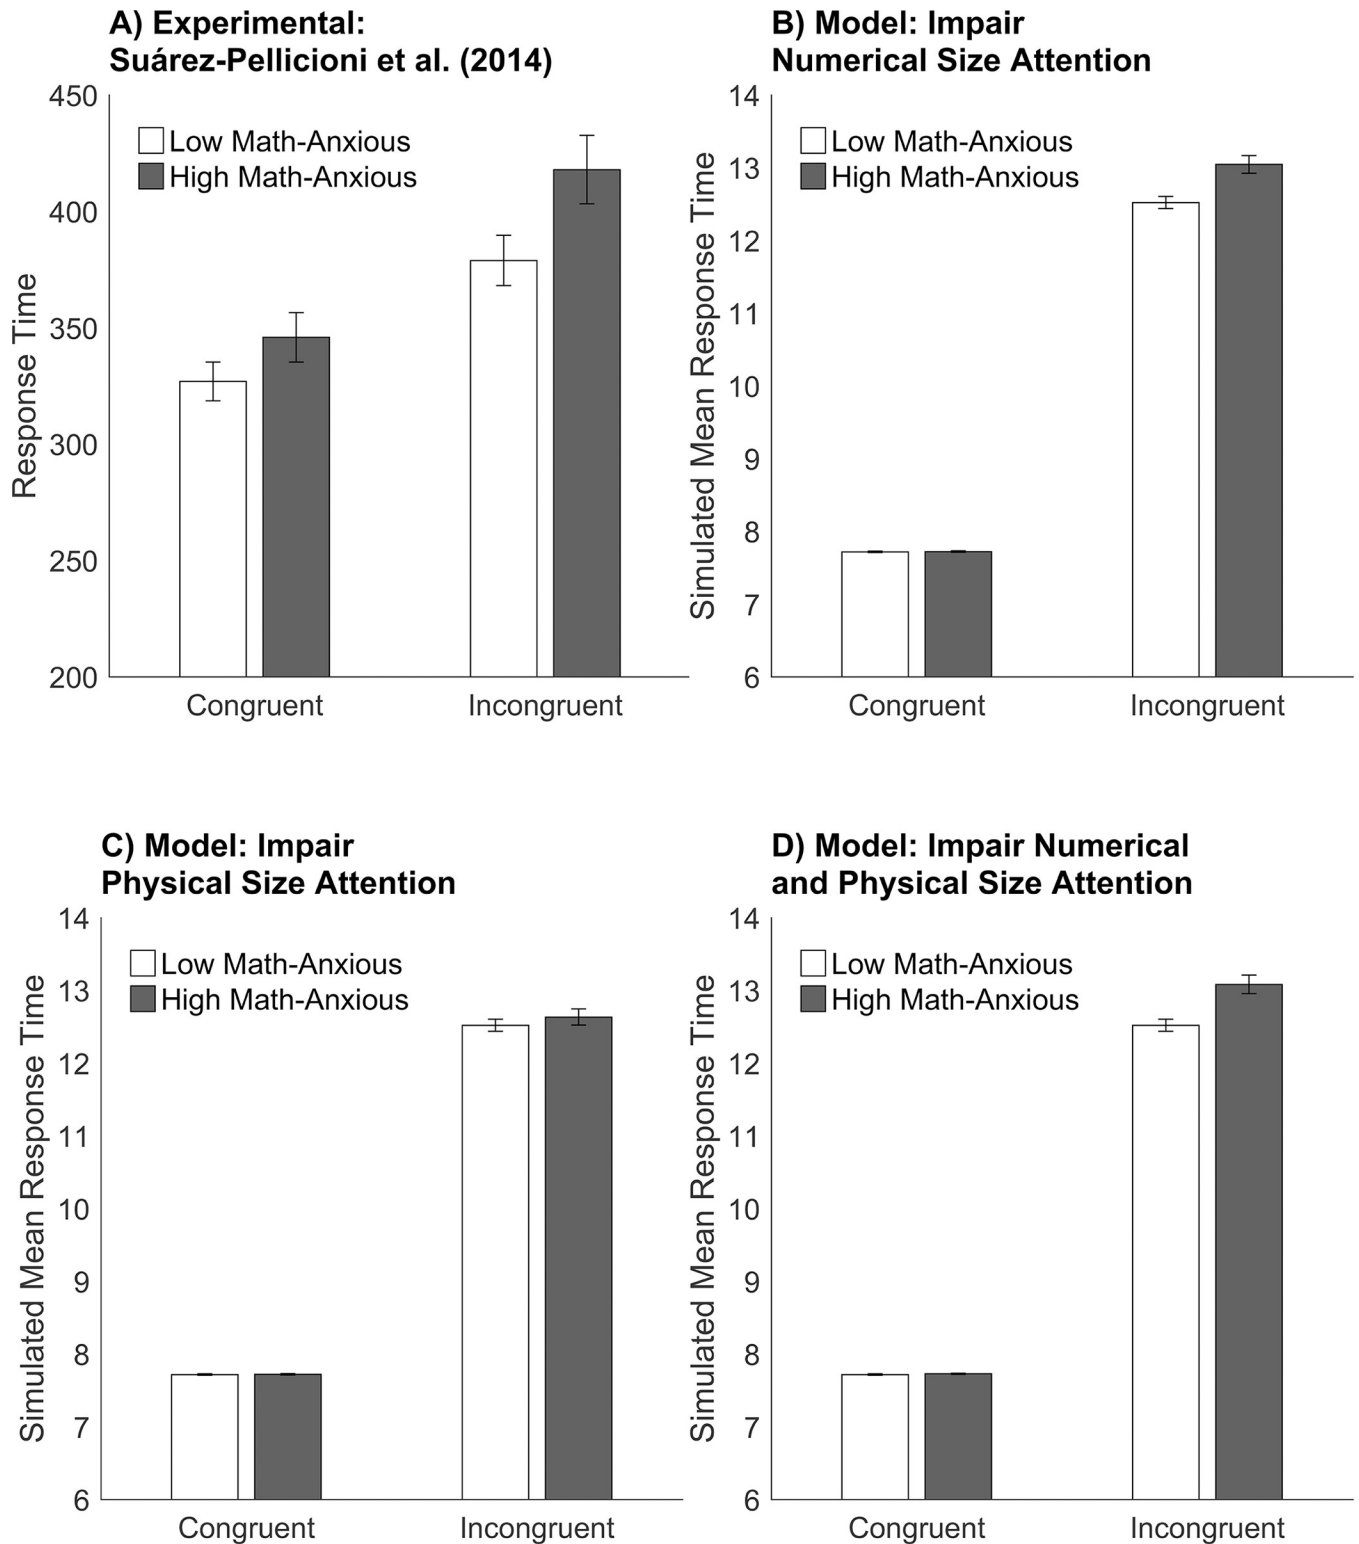 A) Experimental:
Suárez-Pellicioni et al. (2014)
450
400
350
300
250
200
Response Time
Low Math-Anxious
High Math-Anxious
Congruent
Incongruent
B) Model: Impair
Numerical Size Attention
14
13
12
11
10
9
8
7
6
Simulated Mean Response Time
Low Math-Anxious
High Math-Anxious
Congruent
Incongruent
C) Model: Impair
Physical Size Attention
14
13
12
11
10
9
8
7
6
Simulated Mean Response Time
Low Math-Anxious
High Math-Anxious
Congruent
Incongruent
D) Model: Impair Numerical
and Physical Size Attention
14
13
12
11
10
9
8
7
6
Simulated Mean Response Time
Low Math-Anxious
High Math-Anxious
Congruent
Incongruent